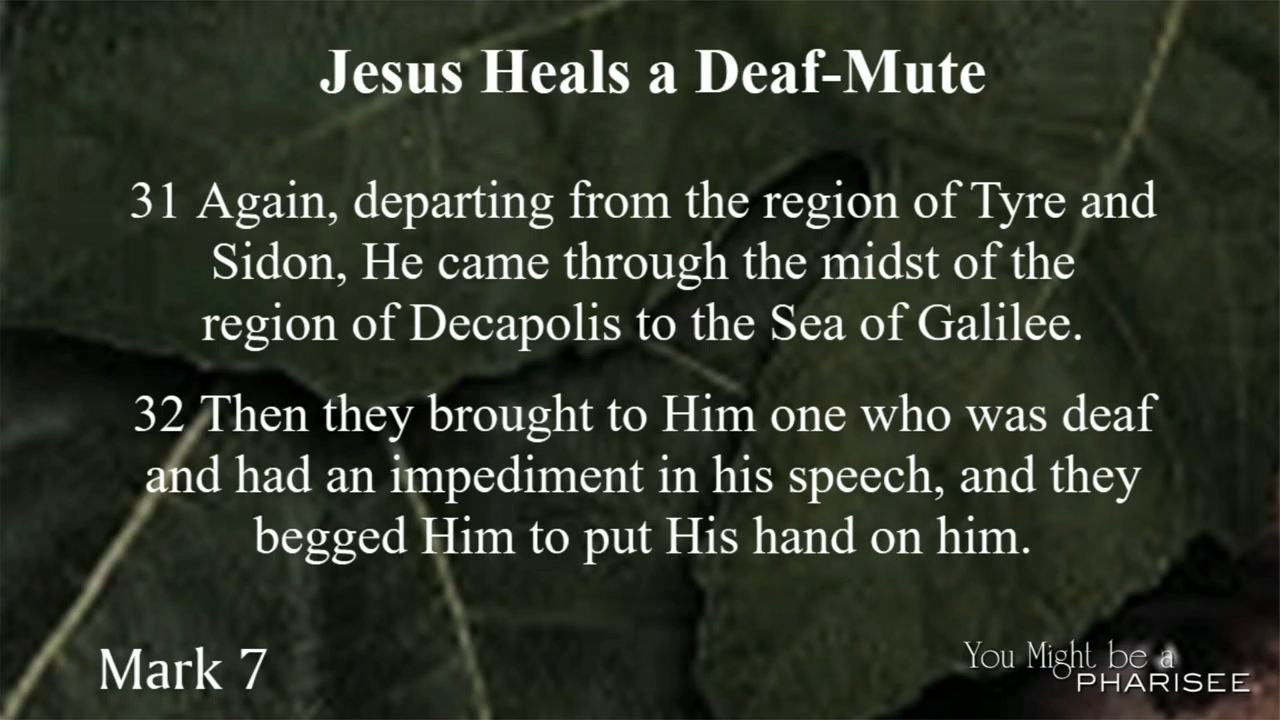 Jesus Heals a Deaf-Mute
31 Again, departing from the region of Tyre and
Sidon, He came through the midst of the
region of Decapolis to the Sea of Galilee.
32 Then they brought to Him one who was deaf
and had an impediment in his speech, and they
begged Him to put His hand on him.
Mark 7
You Might be a
PHARISEE